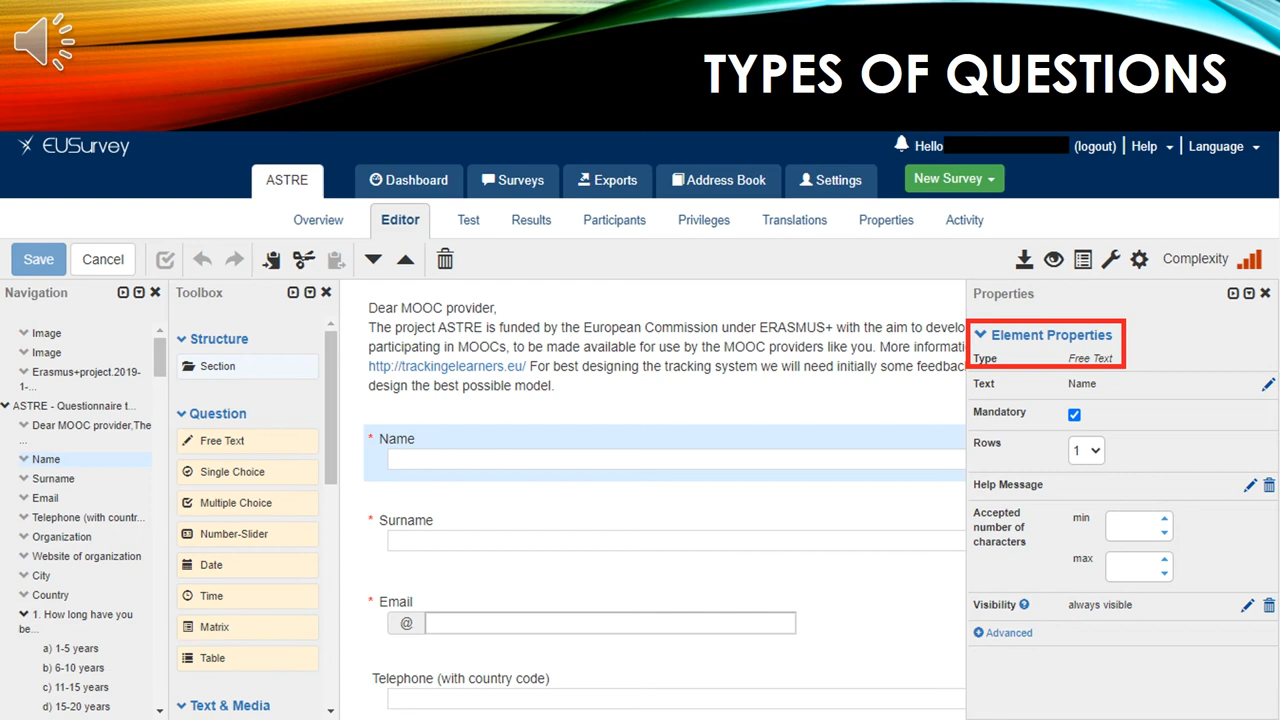 TYPES OF QUESTIONS
EUSurvey
Hello
(logout)
Help
Language
ASTRE
Dashboard
Surveys
Exports
Address Book
Settings
New Survey
Overview
Editor
Test
Results
Participants
Privileges
Translations
Properties
Activity
Save
Cancel
Complexity
Navigation
Image
Image
Erasmus+project.2019-
1-...
ASTRE - Questionnaire t...
Dear MOOC provider,The
...
Name
Surname
Email
Telephone (with countr...
Organization
Website of organization
City
Country
1. How long have you
be...
a) 1-5 years
b) 6-10 years
c) 11-15 years
d) 15-20 years
Toolbox
Structure
Section
Question
Free Text
Single Choice
Multiple Choice
Number-Slider
Date
Time
Matrix
Table
Text & Media
Dear MOOC provider,
The project ASTRE is funded by the European Commission under ERASMUS+ with the aim to develo
participating in MOOCs, to be made available for use by the MOOC providers like you. More informati
http://trackingelearners.eu/ For best designing the tracking system we will need initially some feedbac
design the best possible model.
* Name
* Surname
* Email
@
Telephone (with country code)
Properties
Element Properties
Type Free Text
Text Name
Mandatory
Rows 1
Help Message
Accepted
number of
characters
min
max
Visibility always visible
Advanced